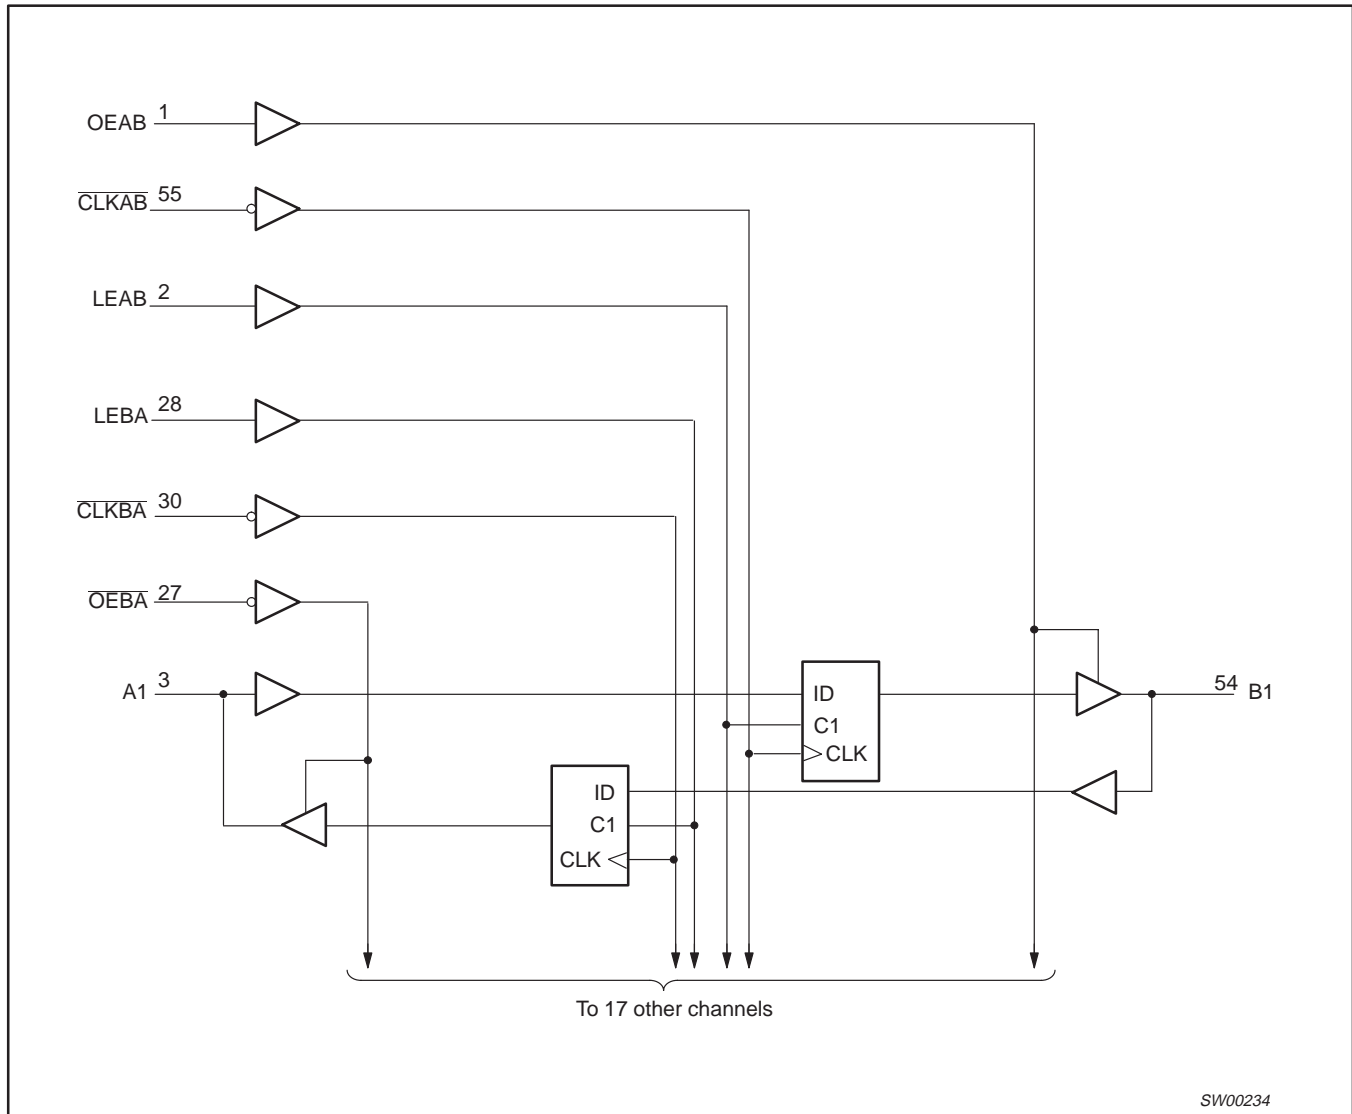 OEAB 1
CLKAB 55
LEAB 2
LEBA 28
CLKBA 30
OEBA 27
A1 3
ID
C1
CLK
54 B1
ID
C1
CLK
To 17 other channels
SW00234